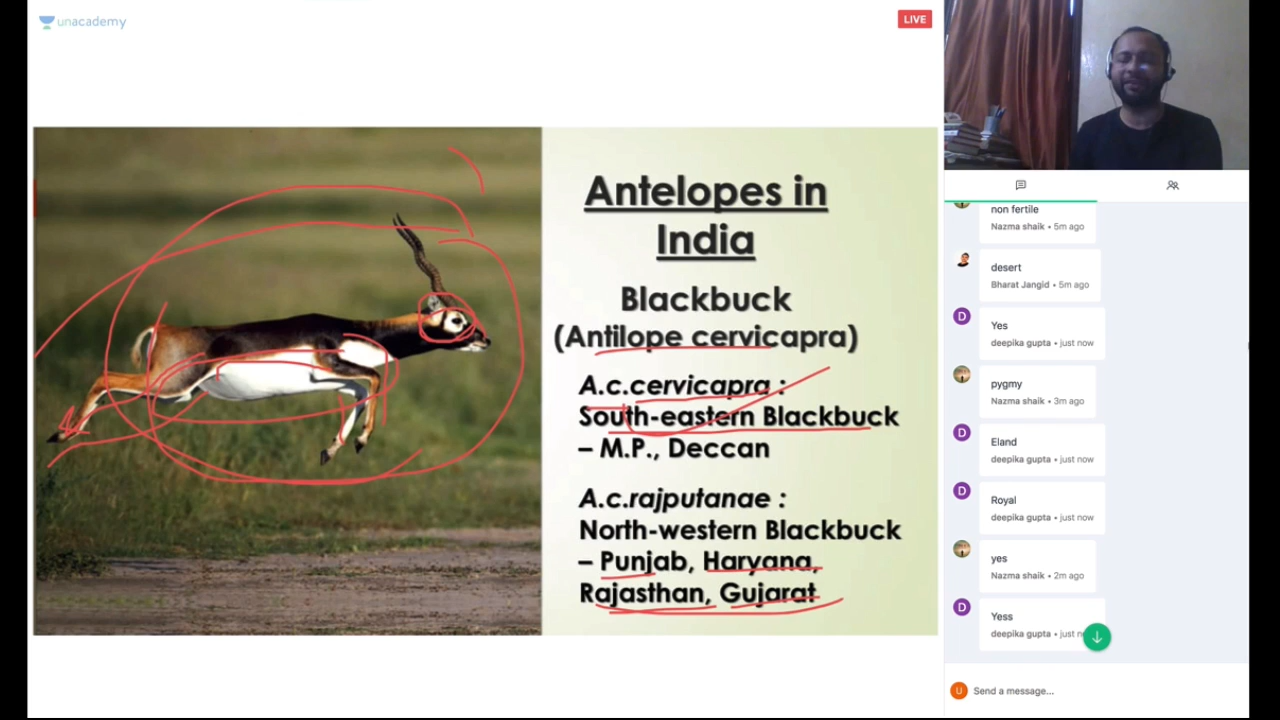 unacademy
LIVE
Antelopes in
India
Blackbuck
(Antilope cervicapra)
A.c.cervicapra :
South-eastern Blackbuck
– M.P., Deccan
A.c.rajputanae :
North-western Blackbuck
– Punjab, Haryana,
Rajasthan, Gujarat
non fertile
Nazma shaik • 5m ago
desert
Bharat Jangid • 5m ago
D
Yes
deepika gupta • just now
pygmy
Nazma shaik • 3m ago
D
Eland
deepika gupta • just now
D
Royal
deepika gupta • just now
yes
Nazma shaik • 2m ago
D
Yess
deepika gupta • just
U
Send a message...